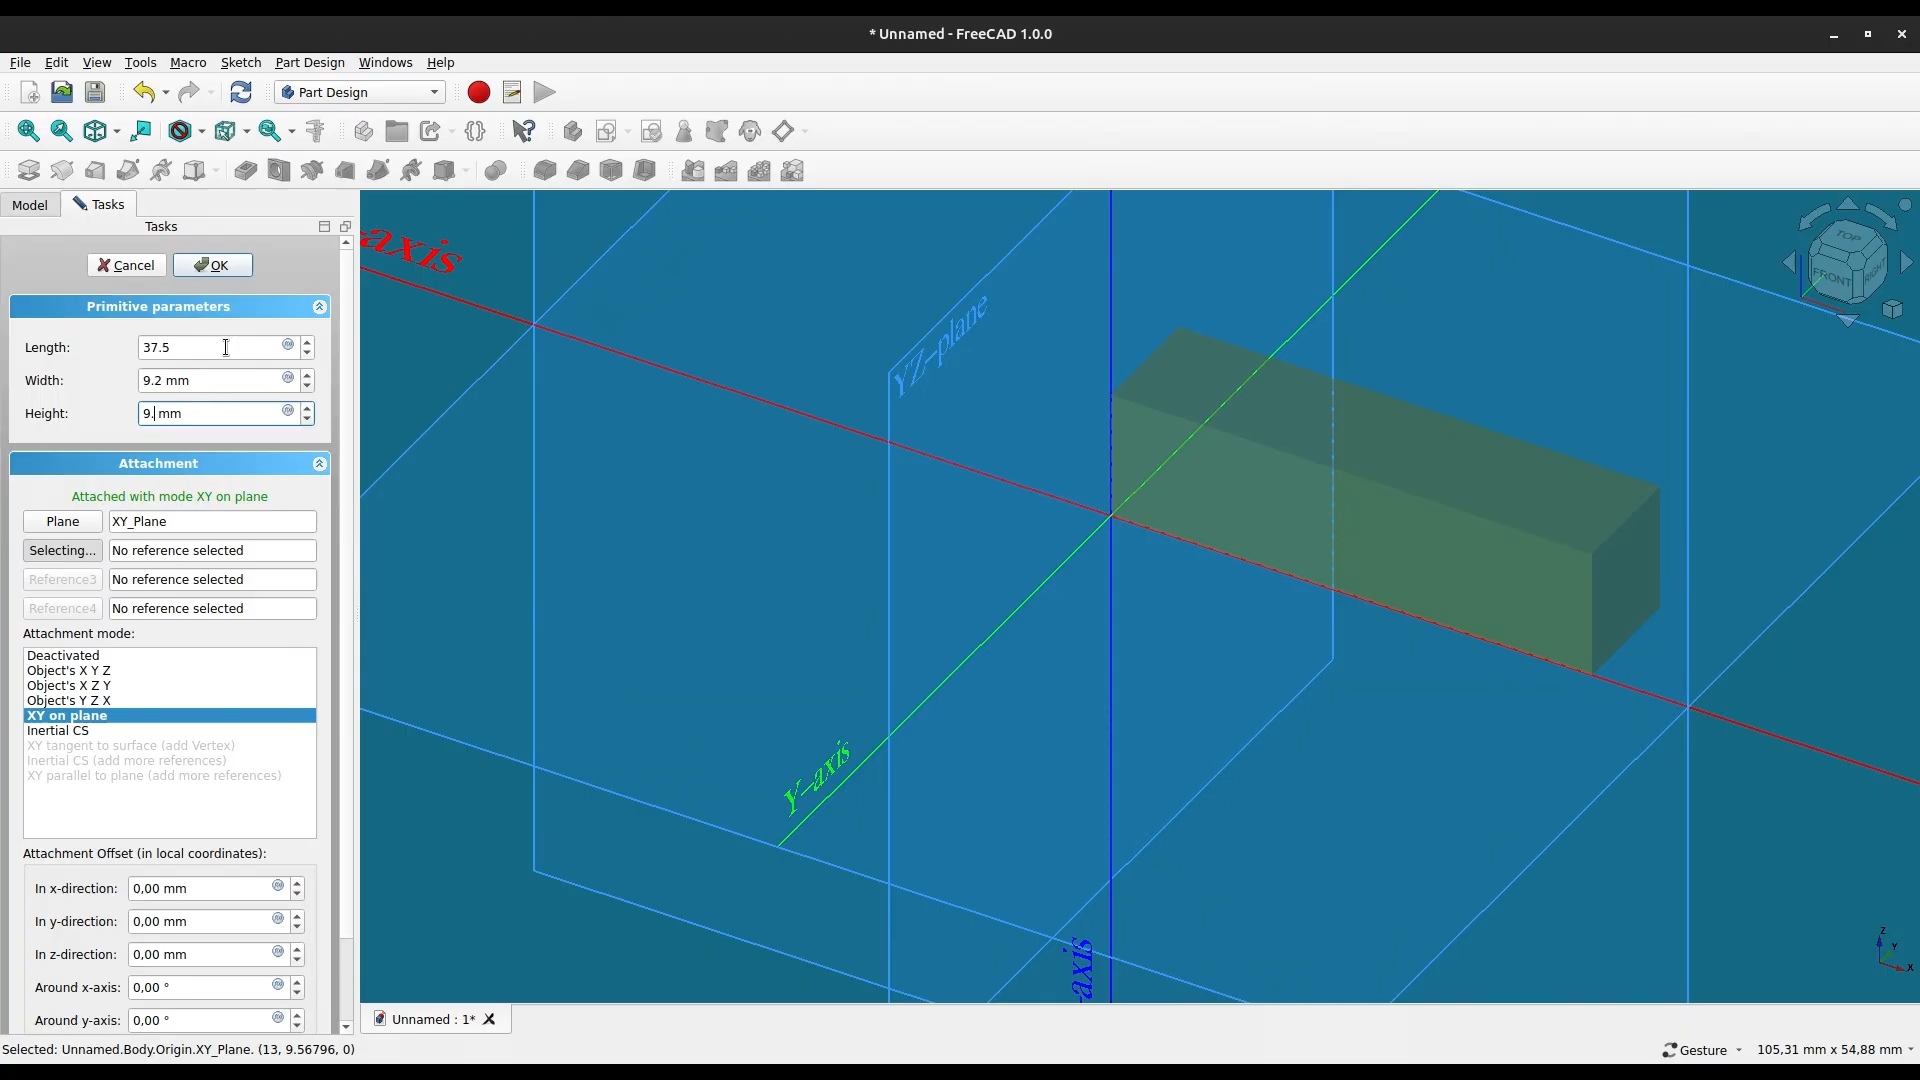 * Unnamed - FreeCAD 1.0.0
File Edit View Tools Macro Sketch Part Design Windows Help
Part Design
Model Tasks
Tasks
Cancel OK
Primitive parameters
Length: 37.5
Width: 9.2 mm
Height: 9. mm
Attachment
Attached with mode XY on plane
Plane XY_Plane
Selecting... No reference selected
Reference3 No reference selected
Reference4 No reference selected
Attachment mode:
Deactivated
Object's X Y Z
Object's X Z Y
Object's Y Z X
XY on plane
Inertial CS
XY tangent to surface (add Vertex)
Inertial CS (add more references)
XY parallel to plane (add more references)
Attachment Offset (in local coordinates):
In x-direction: 0,00 mm
In y-direction: 0,00 mm
In z-direction: 0,00 mm
Around x-axis: 0,00 °
Around y-axis: 0,00 °
axis
YZ-plane
Y-axis
-axis
TOP
FRONT RIGHT
Z
Y
X
Unnamed : 1*
Selected: Unnamed.Body.Origin.XY_Plane. (13, 9.56796, 0)
Gesture 105,31 mm x 54,88 mm